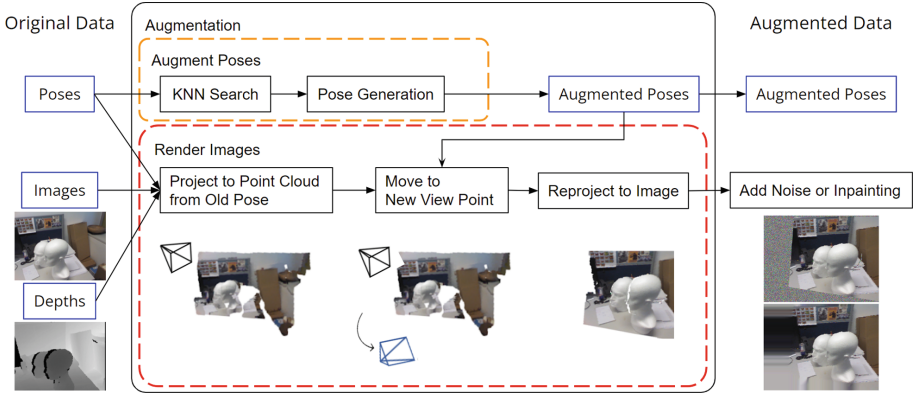 Original Data
Augmentation
Augmented Data
Augment Poses
Poses
KNN Search
Pose Generation
Augmented Poses
Augmented Poses
Render Images
Images
Project to Point Cloud
from Old Pose
Move to
New View Point
Reproject to Image
Add Noise or Inpainting
Depths